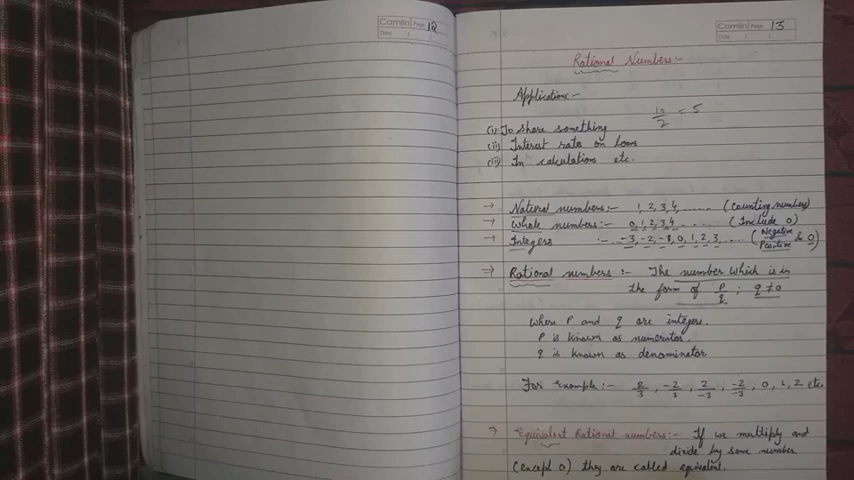 Camlin Page 12
Date / /
Camlin Page 13
Date / /
Rational Numbers:-
Application:-
10/2 = 5
(i) To share something
(ii) Interest rates on loans
(iii) In calculations etc.
→ Natural numbers:- 1, 2, 3, 4, ...... (Counting numbers)
→ Whole numbers:- 0, 1, 2, 3, 4, ...... (Include 0)
→ Integers :- ... -3, -2, -1, 0, 1, 2, 3, ..... (Negative Positive & 0)
⇒ Rational numbers :- The number which is in
the form of P/q ; q ≠ 0
Where P and q are integers.
P is known as numerator.
q is known as denominator
For Example:- 2/3, -2/3, 2/-3, -2/-3, 0, 1, 2 etc.
⇒ Equivalent Rational numbers:- If we multiply and
divide by same number
(except 0) they are called equivalent.